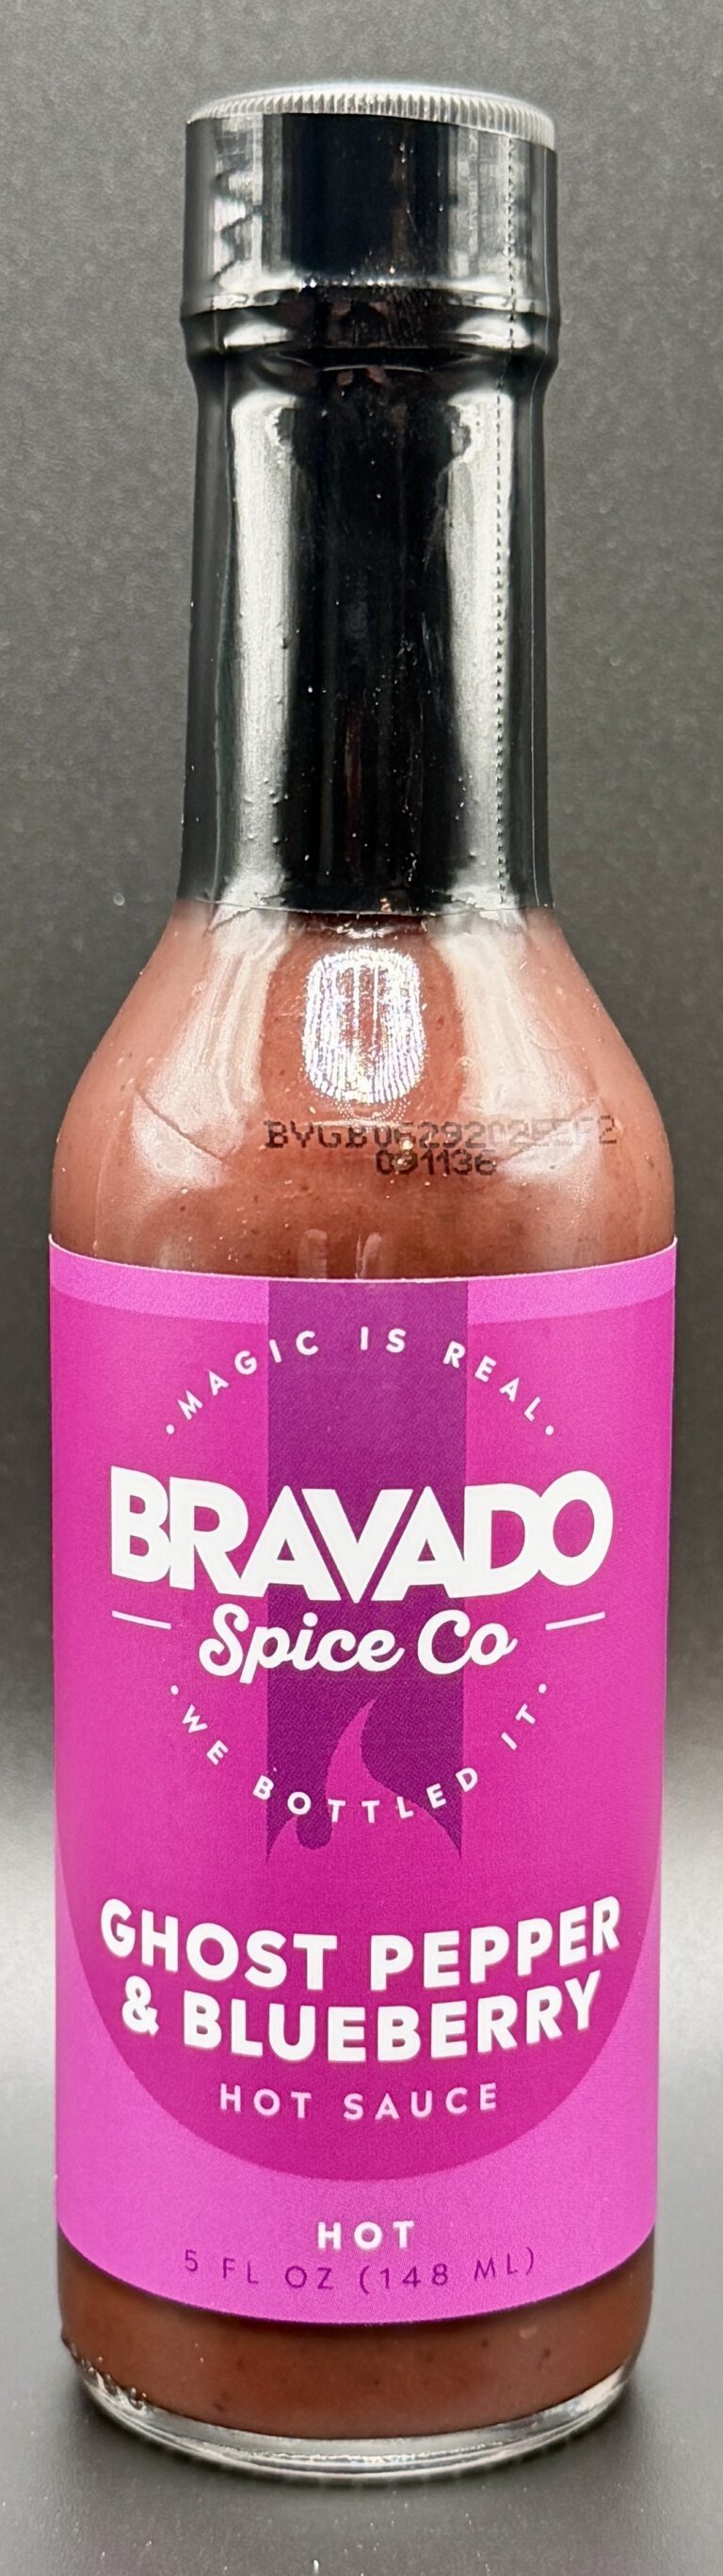 091136
·MAGIC IS REAL·
BRAVADO
Spice Co
·WE BOTTLED IT·
GHOST PEPPER
& BLUEBERRY
HOT SAUCE
HOT
5 FL OZ (148 ML)